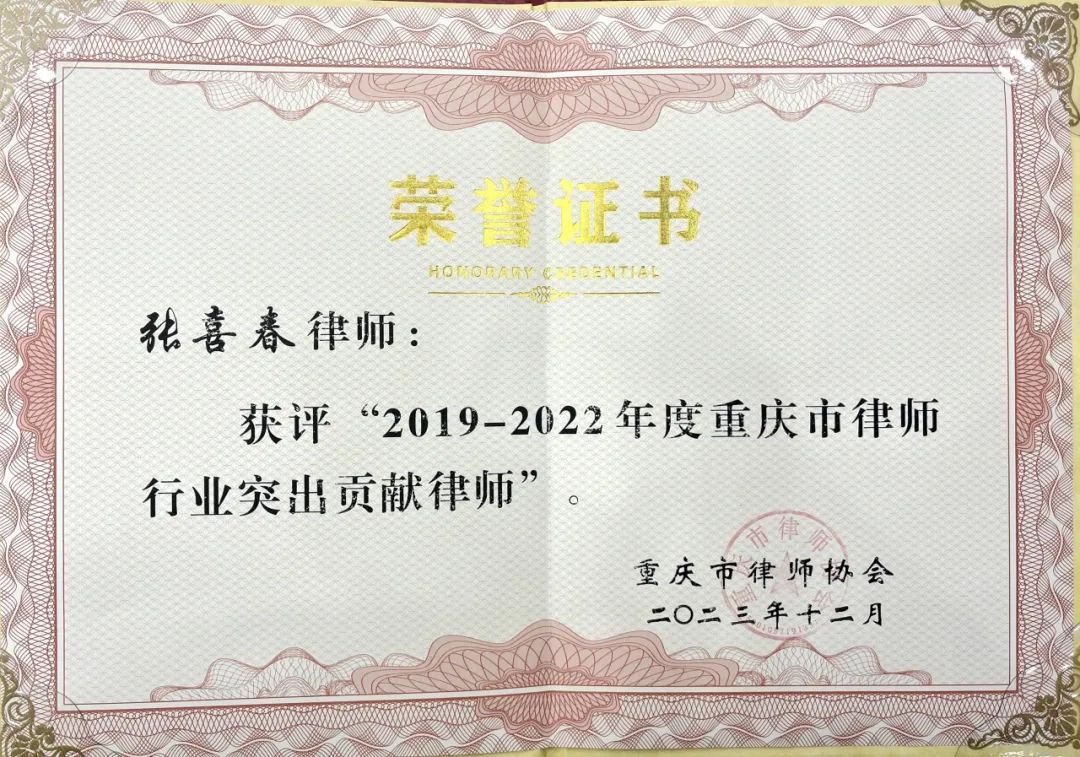 荣誉证书
HONORARY CREDENTIAL
张喜春律师：
获评“2019-2022年度重庆市律师
行业突出贡献律师”。
重庆市律师协会
二〇二三年十二月